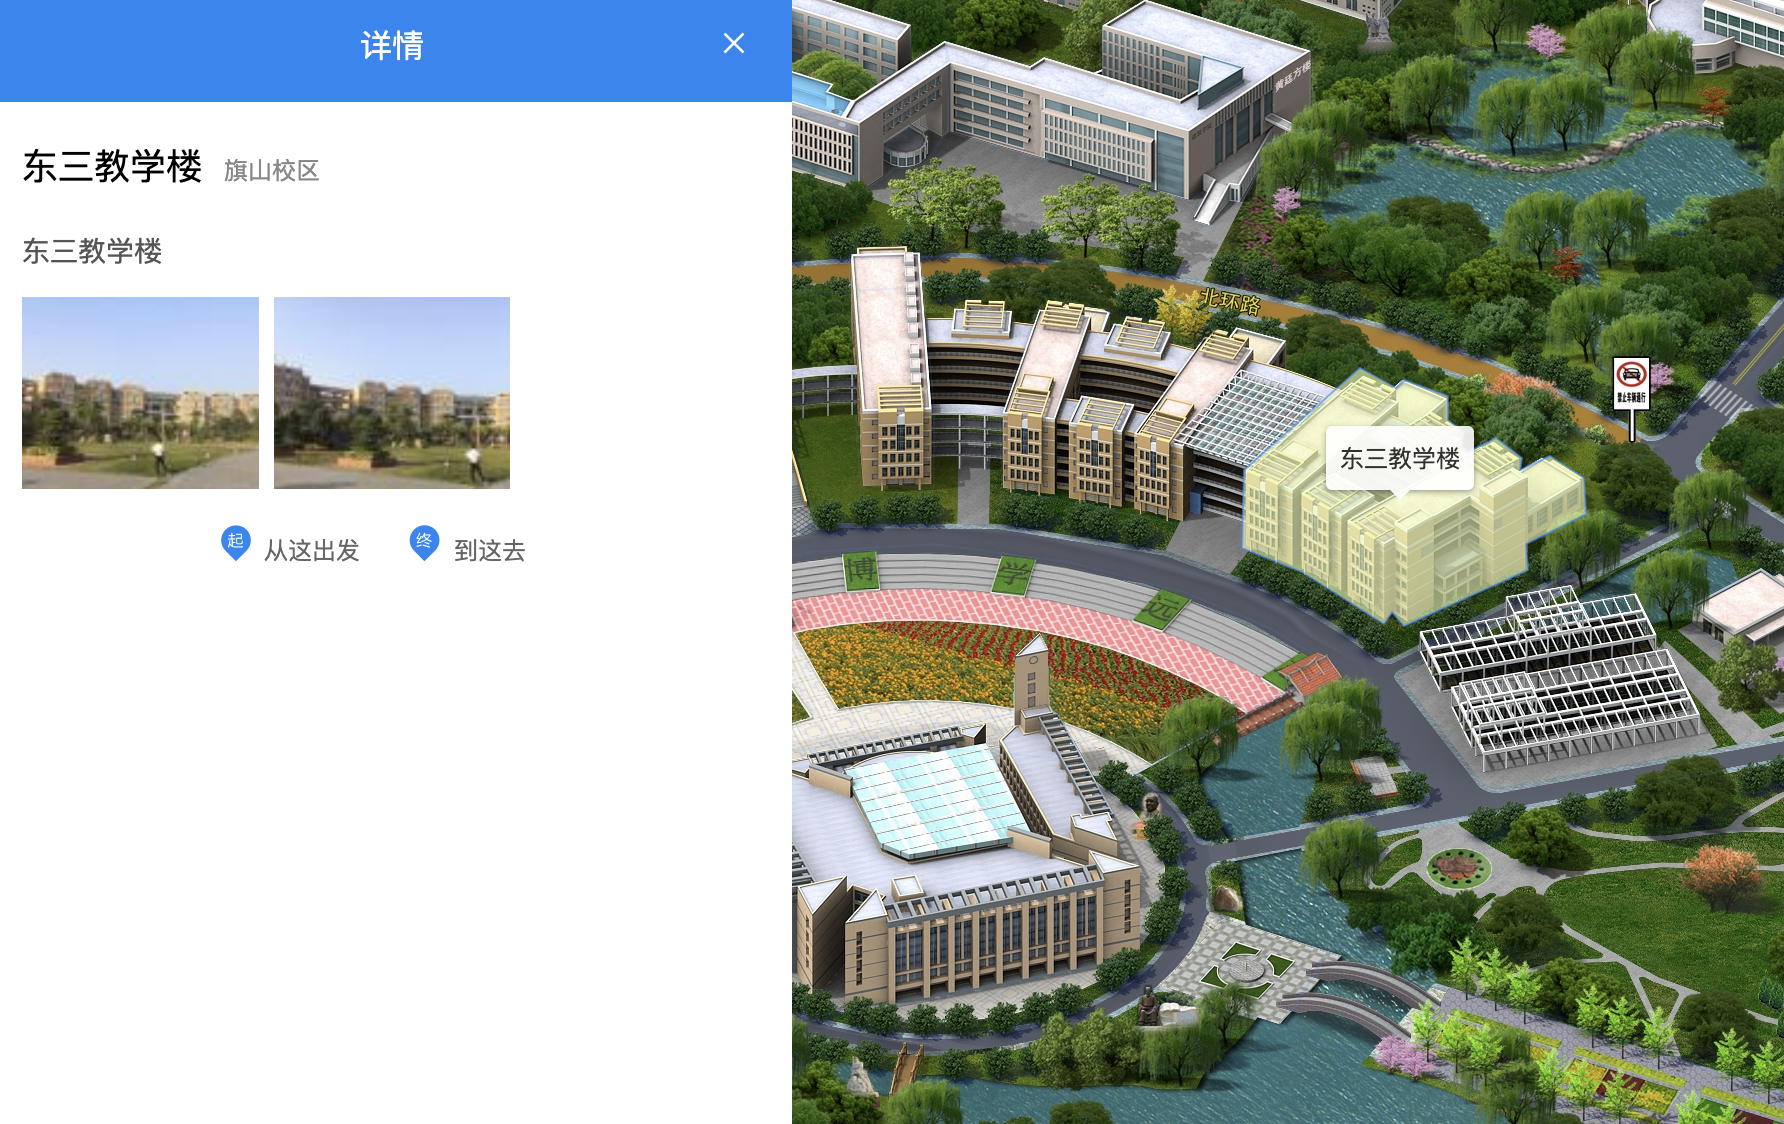 详情
东三教学楼 旗山校区
东三教学楼
起 从这出发 终 到这去
黄廷方楼
北环路
禁止车辆通行
东三教学楼
博 学 远